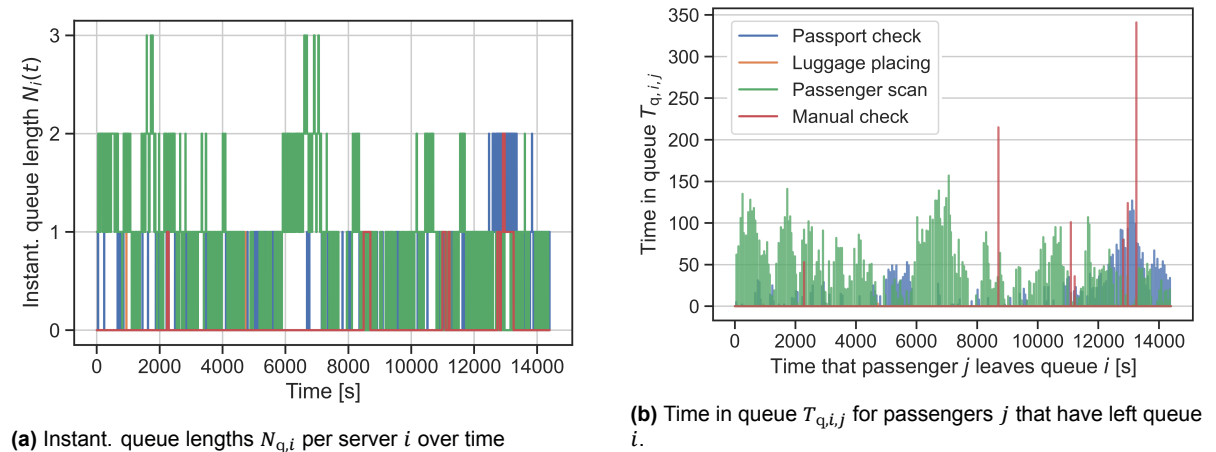 3
2
1
0
Instant. queue length Nᵢ(t)
0 2000 4000 6000 8000 10000 12000 14000
Time [s]
(a) Instant. queue lengths N_q,i per server i over time
350
300
250
200
150
100
50
0
Time in queue T_q,i,j
Passport check
Luggage placing
Passenger scan
Manual check
0 2000 4000 6000 8000 10000 12000 14000
Time that passenger j leaves queue i [s]
(b) Time in queue T_q,i,j for passengers j that have left queue
i.